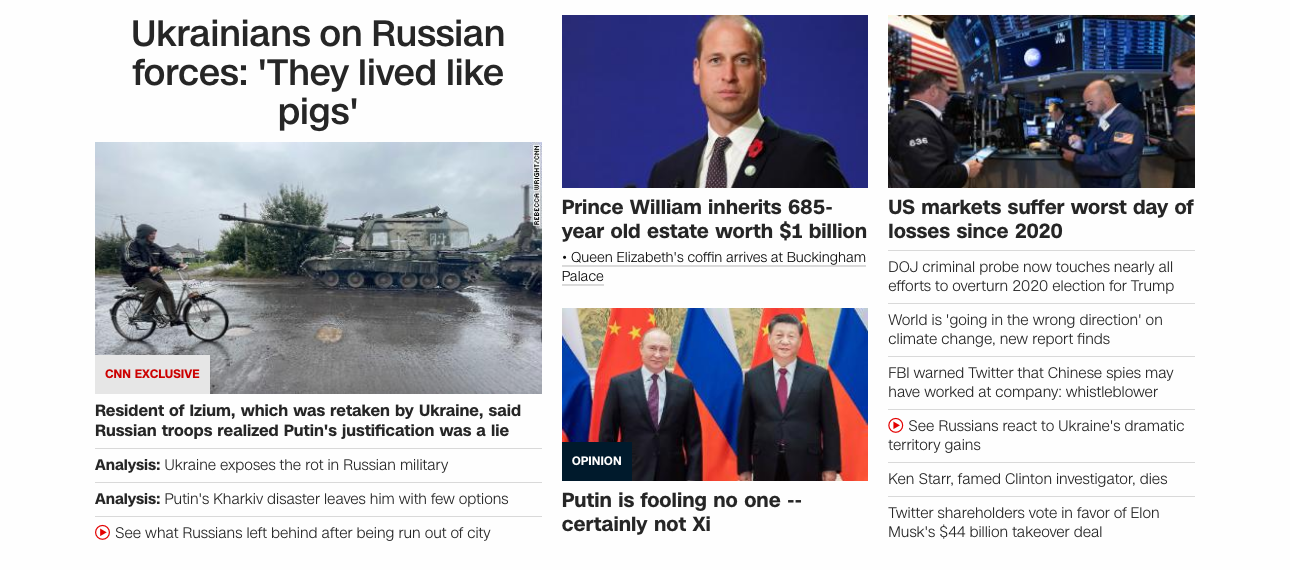 Ukrainians on Russian
forces: 'They lived like
pigs'
REBECCA WRIGHT/CNN
CNN EXCLUSIVE
Resident of Izium, which was retaken by Ukraine, said
Russian troops realized Putin's justification was a lie
Analysis: Ukraine exposes the rot in Russian military
Analysis: Putin's Kharkiv disaster leaves him with few options
See what Russians left behind after being run out of city
Prince William inherits 685-
year old estate worth $1 billion
• Queen Elizabeth's coffin arrives at Buckingham
Palace
OPINION
Putin is fooling no one --
certainly not Xi
636
US markets suffer worst day of
losses since 2020
DOJ criminal probe now touches nearly all
efforts to overturn 2020 election for Trump
World is 'going in the wrong direction' on
climate change, new report finds
FBI warned Twitter that Chinese spies may
have worked at company: whistleblower
See Russians react to Ukraine's dramatic
territory gains
Ken Starr, famed Clinton investigator, dies
Twitter shareholders vote in favor of Elon
Musk's $44 billion takeover deal